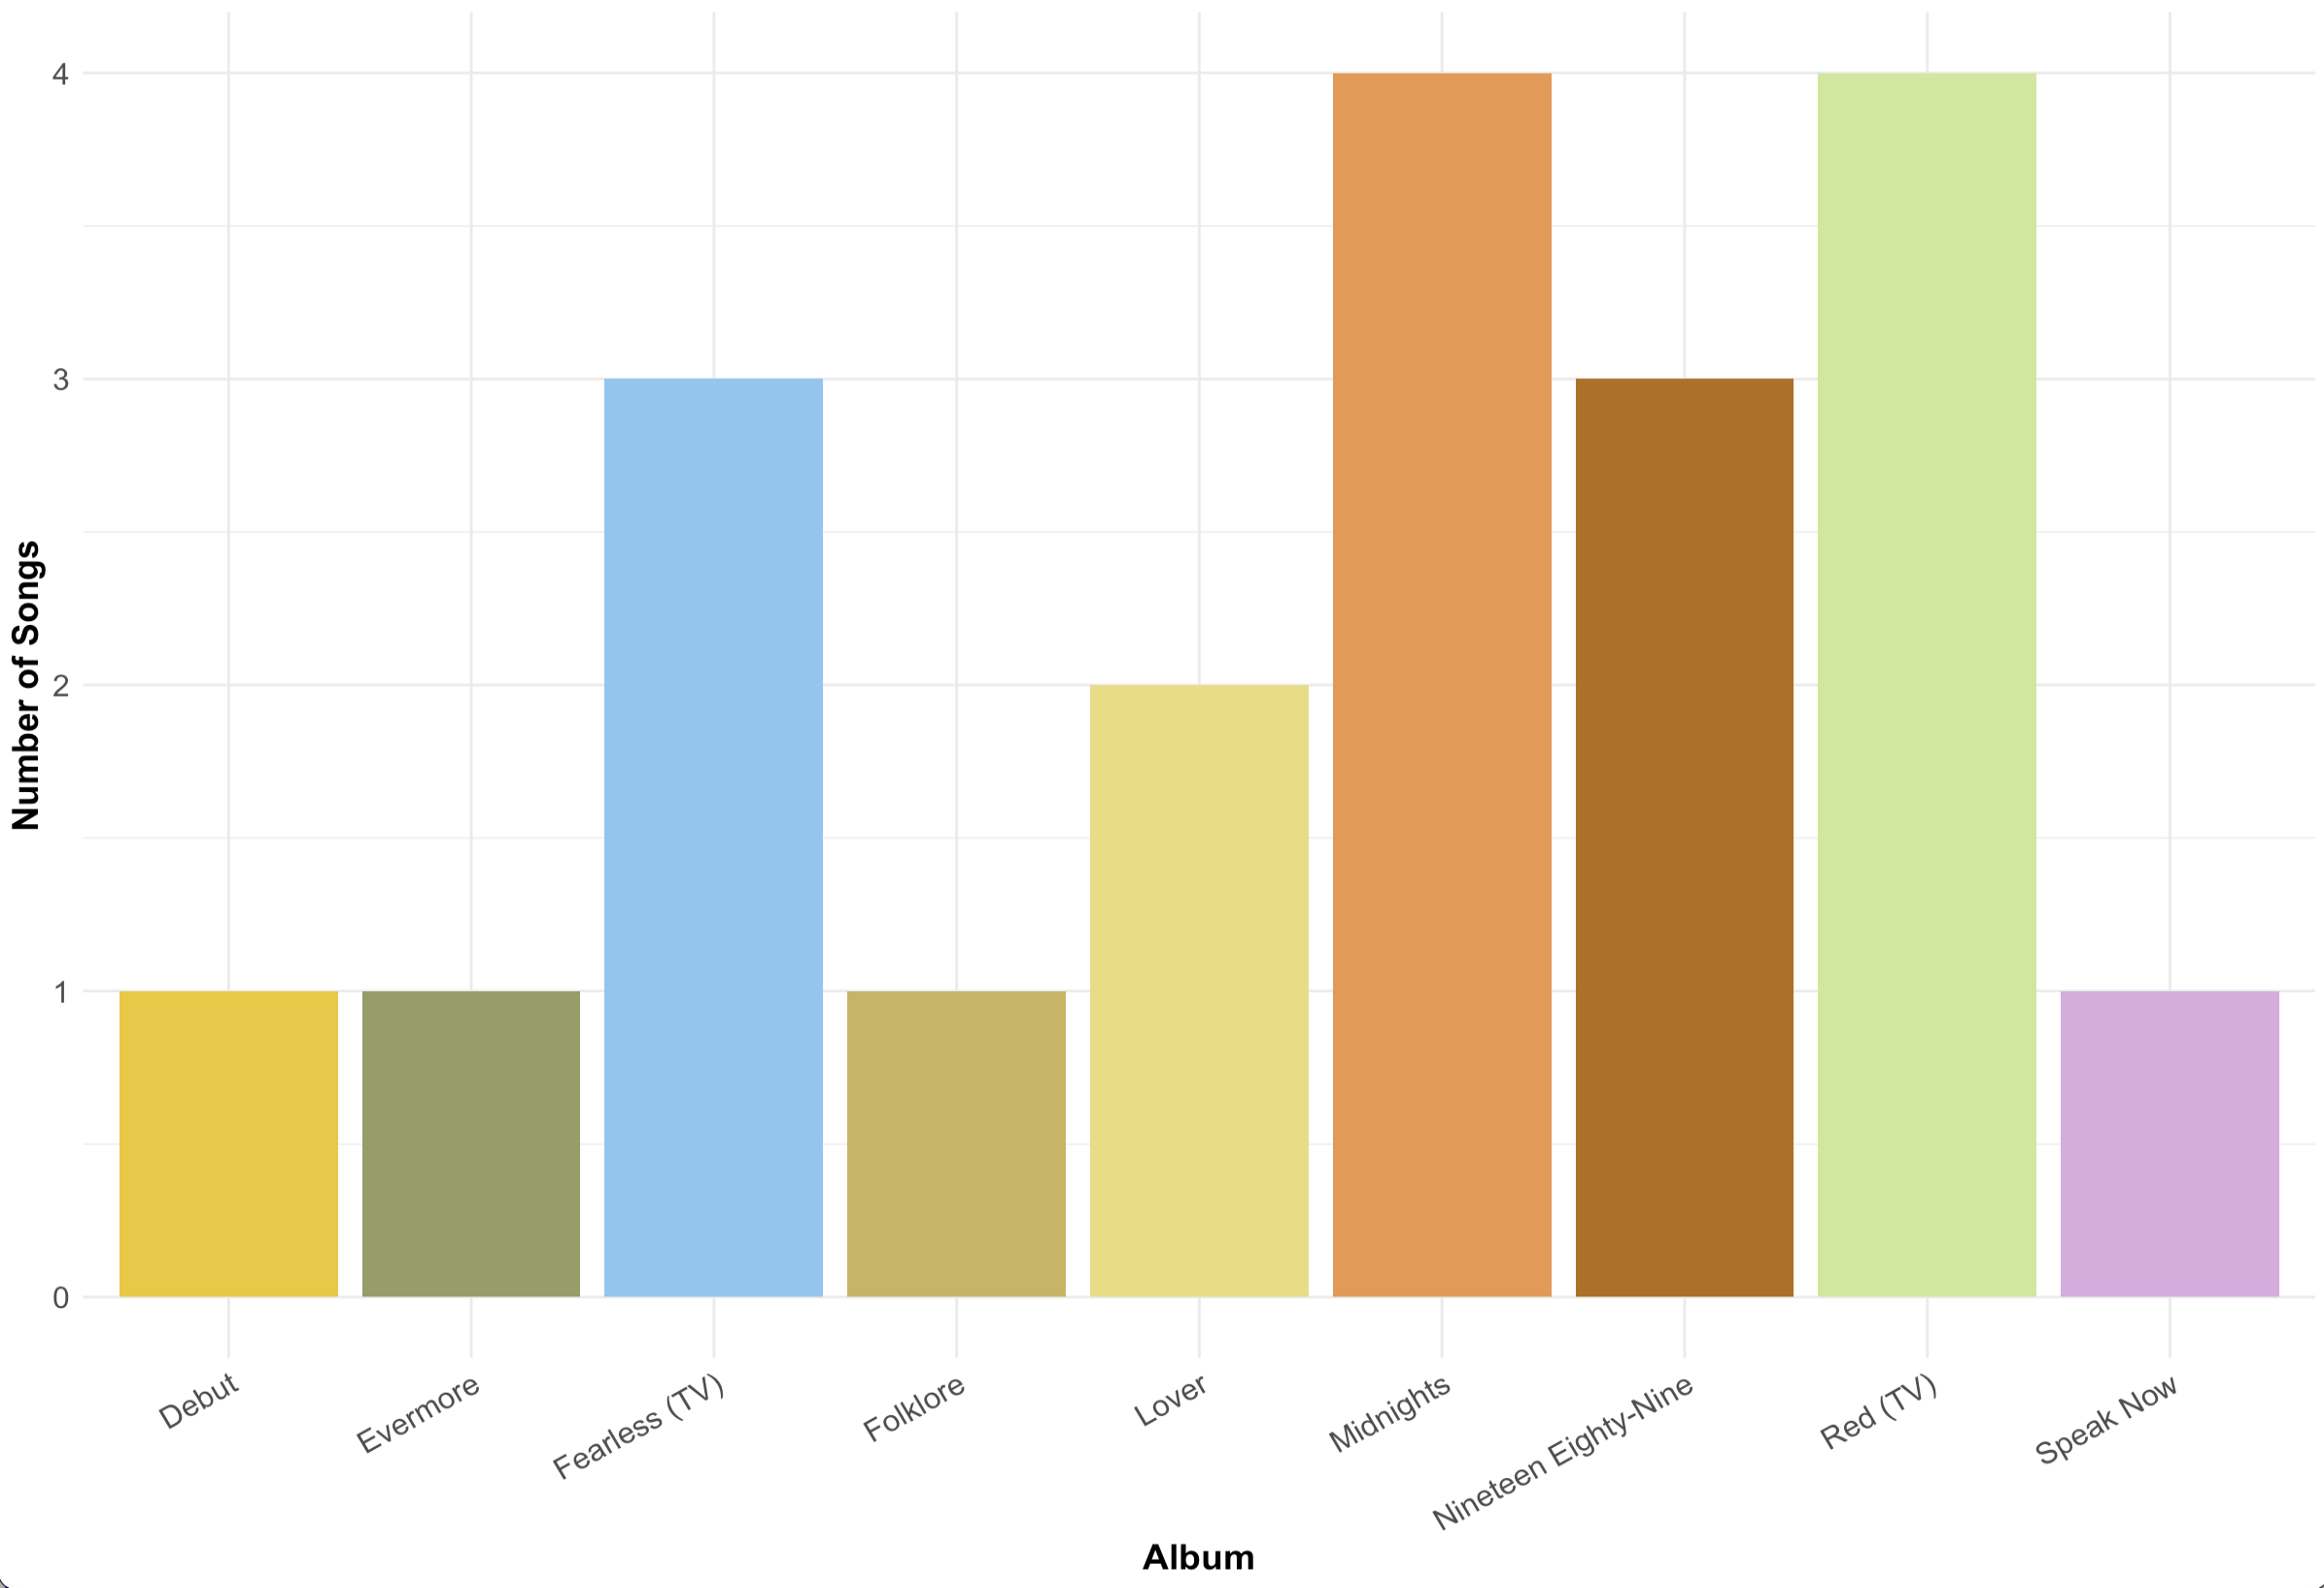 Number of Songs
4
3
2
1
0
Debut
Evermore
Fearless (TV)
Folklore
Lover
Midnights
Nineteen Eighty-Nine
Red (TV)
Speak Now
Album